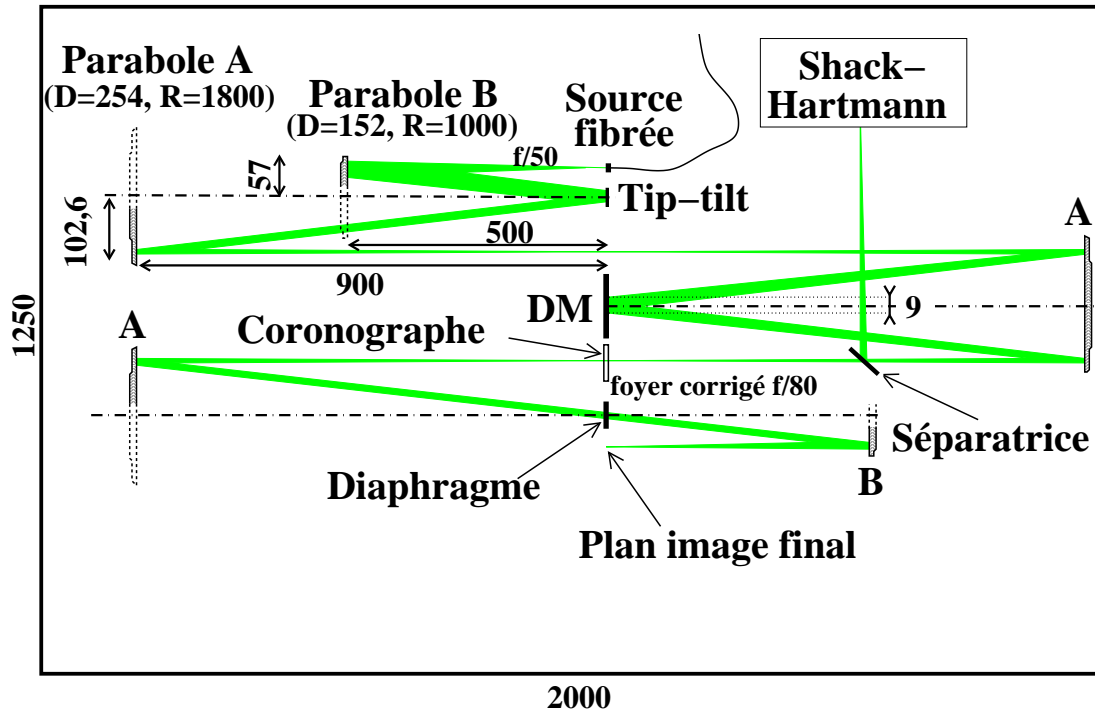 Parabole A
(D=254, R=1800)
Parabole B
(D=152, R=1000)
Source
fibrée
Shack−
Hartmann
f/50
57
Tip−tilt
102,6
500
A
900
DM
9
1250
A
Coronographe
foyer corrigé f/80
Séparatrice
Diaphragme
B
Plan image final
2000